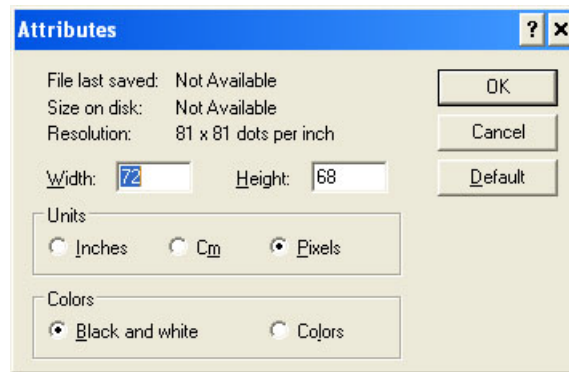 Attributes
File last saved: Not Available
Size on disk: Not Available
Resolution: 81 x 81 dots per inch
Width: 72 Height: 68
Units
Inches Cm Pixels
Colors
Black and white Colors
OK
Cancel
Default